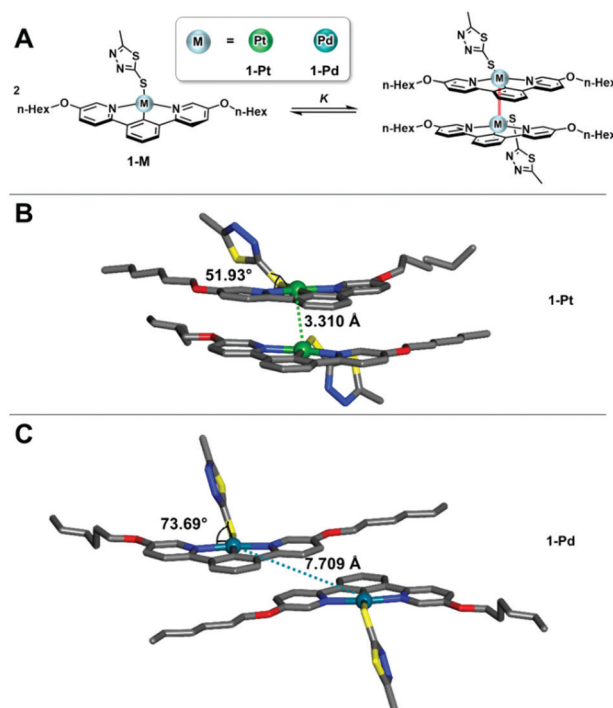 A
M = Pt Pd
1-Pt 1-Pd
2
N-N
S
S
n-Hex-O N M N O-n-Hex
1-M
K
N-N
S
S
n-Hex-O N M N O-n-Hex
n-Hex-O N M N O-n-Hex
S
N-N
S
B
51.93°
3.310 Å
1-Pt
C
73.69°
7.709 Å
1-Pd